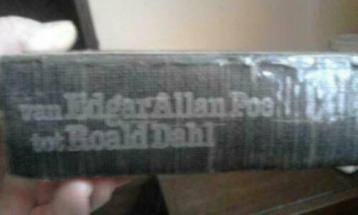 van Edgar Allan Poe
tot Roald Dahl